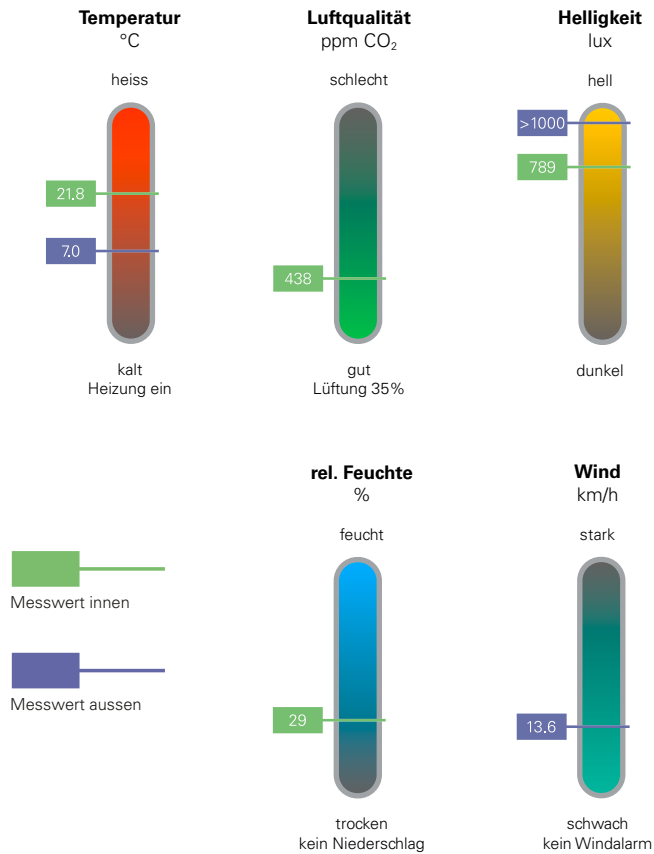 Temperatur
°C
heiss
21.8
7.0
kalt
Heizung ein
Luftqualität
ppm CO₂
schlecht
438
gut
Lüftung 35%
Helligkeit
lux
hell
>1000
789
dunkel
Messwert innen
Messwert aussen
rel. Feuchte
%
feucht
29
trocken
kein Niederschlag
Wind
km/h
stark
13.6
schwach
kein Windalarm